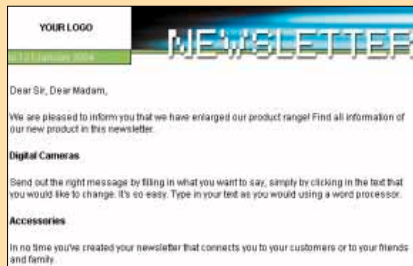 YOUR LOGO
NEWSLETTER
January 2004
Dear Sir, Dear Madam,
We are pleased to inform you that we have enlarged our product range! Find all information of
our new product in this newsletter.
Digital Cameras
Send out the right message by filling in what you want to say, simply by clicking in the text that
you would like to change. It's so easy. Type in your text as you would using a word processor.
Accessories
In no time you've created your newsletter that connects you to your customers or to your friends
and family.